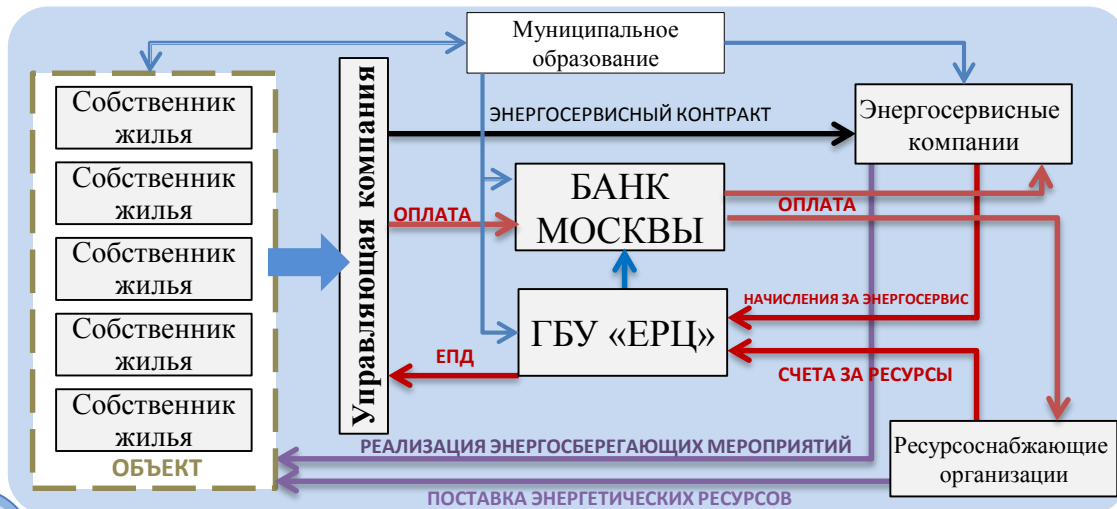 Муниципальное
образование
Собственник
жилья
Собственник
жилья
Собственник
жилья
Собственник
жилья
Собственник
жилья
ОБЪЕКТ
Управляющая компания
ЭНЕРГОСЕРВИСНЫЙ КОНТРАКТ
Энергосервисные
компании
БАНК
МОСКВЫ
ОПЛАТА
ОПЛАТА
НАЧИСЛЕНИЯ ЗА ЭНЕРГОСЕРВИС
ГБУ «ЕРЦ»
ЕПД
СЧЕТА ЗА РЕСУРСЫ
РЕАЛИЗАЦИЯ ЭНЕРГОСБЕРЕГАЮЩИХ МЕРОПРИЯТИЙ
Ресурсоснабжающие
организации
ПОСТАВКА ЭНЕРГЕТИЧЕСКИХ РЕСУРСОВ